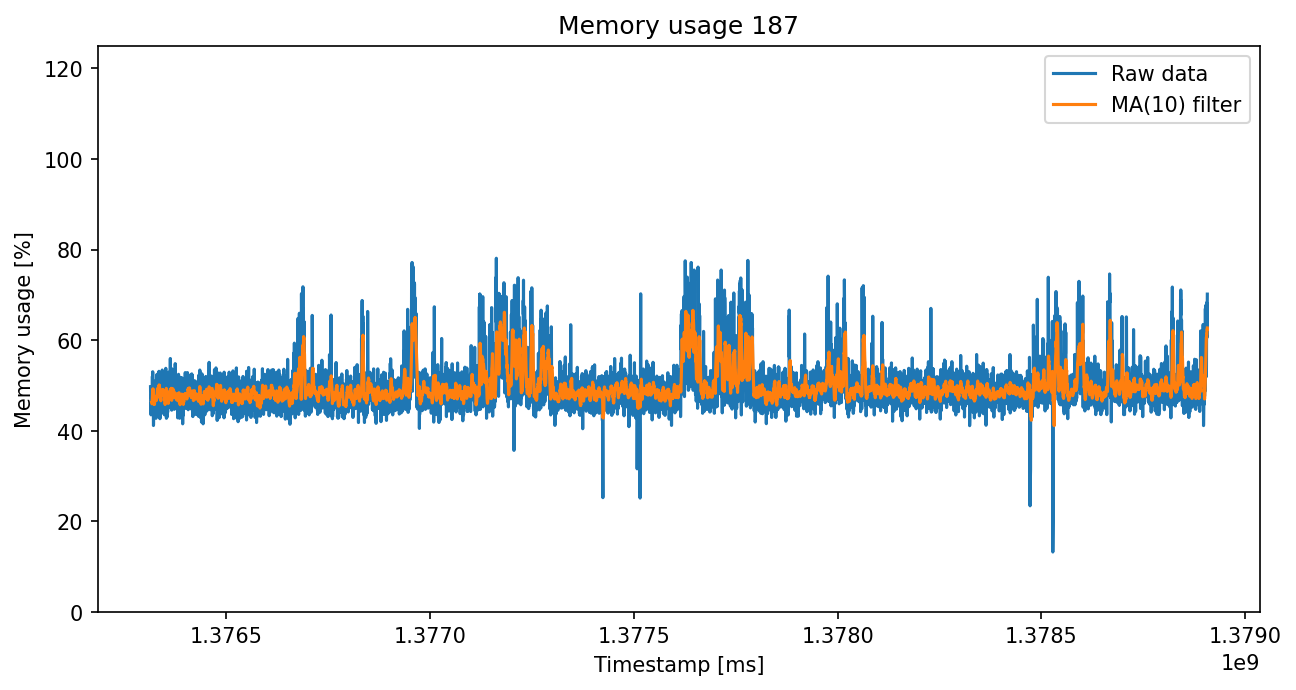 Memory usage 187
Raw data
MA(10) filter
Memory usage [%]
120
100
80
60
40
20
0
1.3765 1.3770 1.3775 1.3780 1.3785 1.3790
1e9
Timestamp [ms]